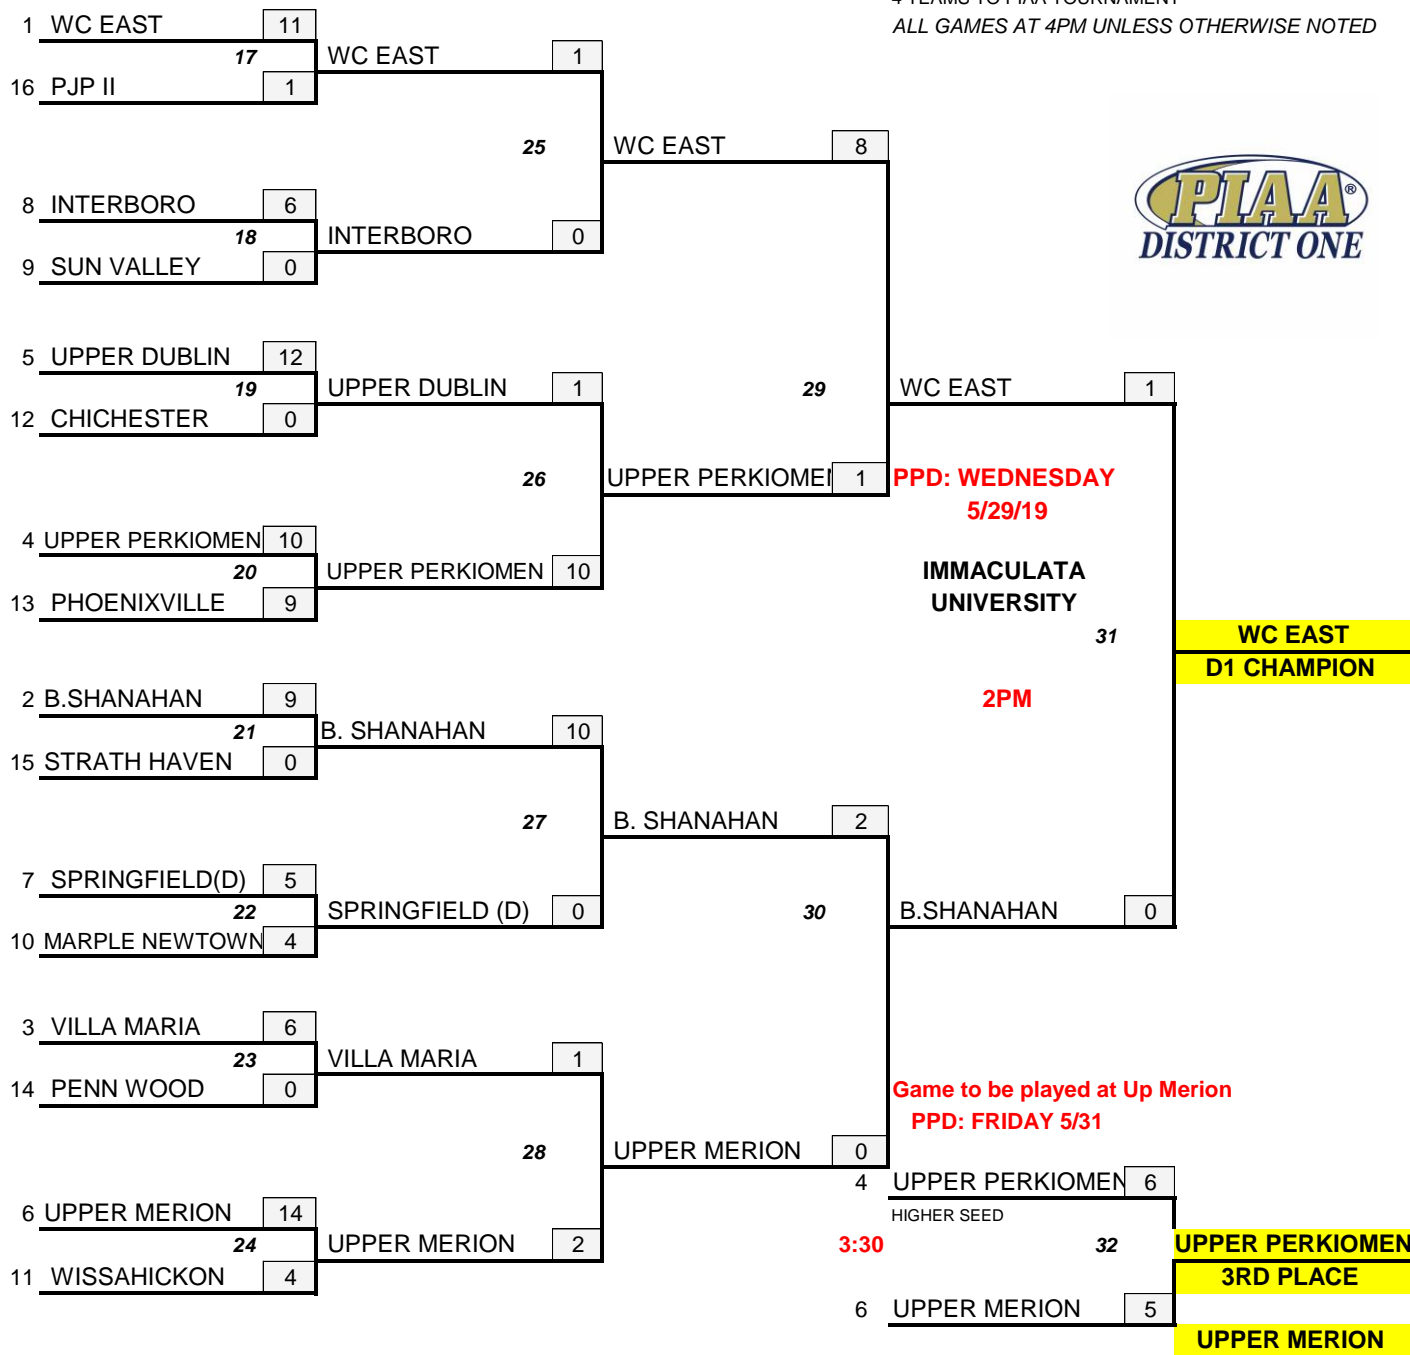 4 TEAMS TO PIAA TOURNAMENT
ALL GAMES AT 4PM UNLESS OTHERWISE NOTED
1 WC EAST 11
17 WC EAST 1
16 PJP II 1
25 WC EAST 8
8 INTERBORO 6
18 INTERBORO 0
9 SUN VALLEY 0
PIAA®
DISTRICT ONE
5 UPPER DUBLIN 12
19 UPPER DUBLIN 1
29 WC EAST 1
12 CHICHESTER 0
26 UPPER PERKIOMEN 1
PPD: WEDNESDAY
5/29/19
4 UPPER PERKIOMEN 10
20 UPPER PERKIOMEN 10
13 PHOENIXVILLE 9
IMMACULATA
UNIVERSITY
31 WC EAST
D1 CHAMPION
2PM
2 B.SHANAHAN 9
21 B. SHANAHAN 10
15 STRATH HAVEN 0
27 B. SHANAHAN 2
7 SPRINGFIELD(D) 5
22 SPRINGFIELD (D) 0
30 B.SHANAHAN 0
10 MARPLE NEWTOWN 4
3 VILLA MARIA 6
23 VILLA MARIA 1
14 PENN WOOD 0
Game to be played at Up Merion
PPD: FRIDAY 5/31
28 UPPER MERION 0
4 UPPER PERKIOMEN 6
HIGHER SEED
6 UPPER MERION 14
24 UPPER MERION 2
11 WISSAHICKON 4
3:30
32 UPPER PERKIOMEN
3RD PLACE
6 UPPER MERION 5
UPPER MERION